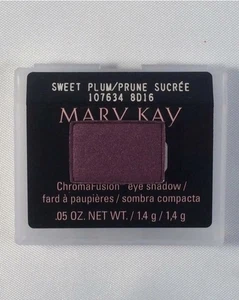 SWEET PLUM/PRUNE SUCRÉE
107634 8D16
MARY KAY
ChromaFusion™ eye shadow/
fard à paupières / sombra compacta
.05 OZ. NET WT. / 1.4 g / 1,4 g